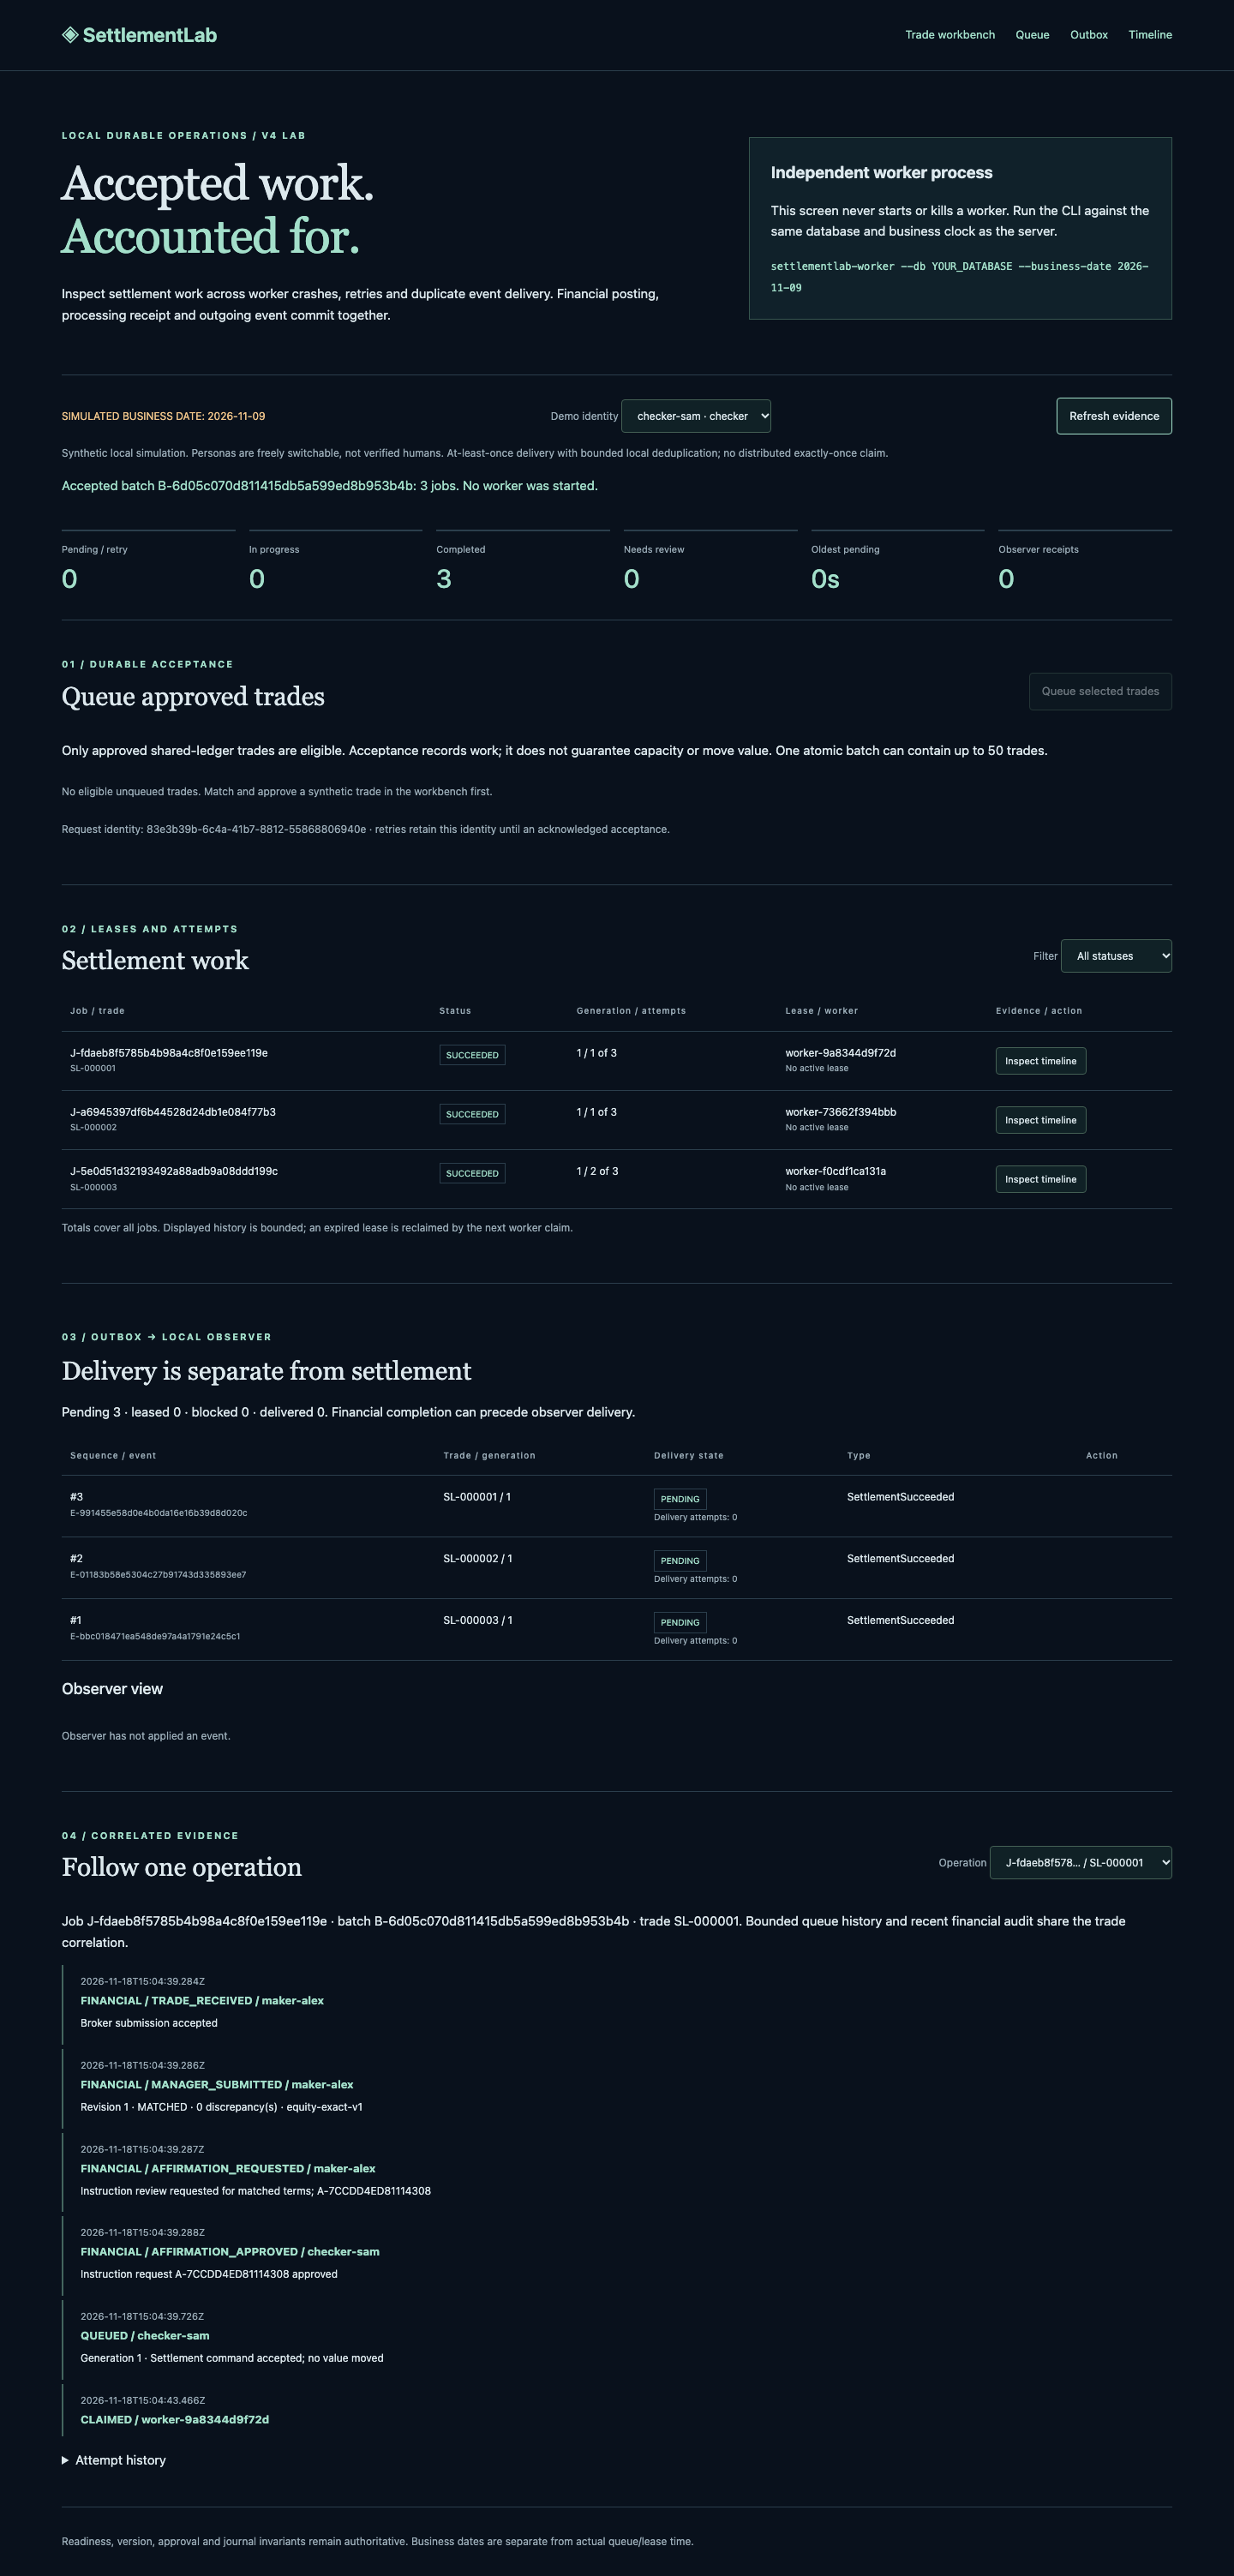 SettlementLab
Trade workbench Queue Outbox Timeline
LOCAL DURABLE OPERATIONS / V4 LAB
Accepted work.
Accounted for.
Inspect settlement work across worker crashes, retries and duplicate event delivery. Financial posting,
processing receipt and outgoing event commit together.
Independent worker process
This screen never starts or kills a worker. Run the CLI against the
same database and business clock as the server.
settlementlab-worker --db YOUR_DATABASE --business-date 2026-
11-09
SIMULATED BUSINESS DATE: 2026-11-09
Demo identity checker-sam · checker
Refresh evidence
Synthetic local simulation. Personas are freely switchable, not verified humans. At-least-once delivery with bounded local deduplication; no distributed exactly-once claim.
Accepted batch B-6d05c070d811415db5a599ed8b953b4b: 3 jobs. No worker was started.
Pending / retry In progress Completed Needs review Oldest pending Observer receipts
0 0 3 0 0s 0
01 / DURABLE ACCEPTANCE
Queue approved trades
Queue selected trades
Only approved shared-ledger trades are eligible. Acceptance records work; it does not guarantee capacity or move value. One atomic batch can contain up to 50 trades.
No eligible unqueued trades. Match and approve a synthetic trade in the workbench first.
Request identity: 83e3b39b-6c4a-41b7-8812-55868806940e · retries retain this identity until an acknowledged acceptance.
02 / LEASES AND ATTEMPTS
Settlement work
Filter All statuses
Job / trade Status Generation / attempts Lease / worker Evidence / action
J-fdaeb8f5785b4b98a4c8f0e159ee119e SUCCEEDED 1 / 1 of 3 worker-9a8344d9f72d Inspect timeline
SL-000001 No active lease
J-a6945397df6b44528d24db1e084f77b3 SUCCEEDED 1 / 1 of 3 worker-73662f394bbb Inspect timeline
SL-000002 No active lease
J-5e0d51d32193492a88adb9a08ddd199c SUCCEEDED 1 / 2 of 3 worker-f0cdf1ca131a Inspect timeline
SL-000003 No active lease
Totals cover all jobs. Displayed history is bounded; an expired lease is reclaimed by the next worker claim.
03 / OUTBOX → LOCAL OBSERVER
Delivery is separate from settlement
Pending 3 · leased 0 · blocked 0 · delivered 0. Financial completion can precede observer delivery.
Sequence / event Trade / generation Delivery state Type Action
#3 SL-000001 / 1 PENDING SettlementSucceeded
E-991455e58d0e4b0da16e16b39d8d020c Delivery attempts: 0
#2 SL-000002 / 1 PENDING SettlementSucceeded
E-01183b58e5304c27b91743d335893ee7 Delivery attempts: 0
#1 SL-000003 / 1 PENDING SettlementSucceeded
E-bbc018471ea548de97a4a1791e24c5c1 Delivery attempts: 0
Observer view
Observer has not applied an event.
04 / CORRELATED EVIDENCE
Follow one operation
Operation J-fdaeb8f578... / SL-000001
Job J-fdaeb8f5785b4b98a4c8f0e159ee119e · batch B-6d05c070d811415db5a599ed8b953b4b · trade SL-000001. Bounded queue history and recent financial audit share the trade
correlation.
2026-11-18T15:04:39.284Z
FINANCIAL / TRADE_RECEIVED / maker-alex
Broker submission accepted
2026-11-18T15:04:39.286Z
FINANCIAL / MANAGER_SUBMITTED / maker-alex
Revision 1 · MATCHED · 0 discrepancy(s) · equity-exact-v1
2026-11-18T15:04:39.287Z
FINANCIAL / AFFIRMATION_REQUESTED / maker-alex
Instruction review requested for matched terms; A-7CCDD4ED81114308
2026-11-18T15:04:39.288Z
FINANCIAL / AFFIRMATION_APPROVED / checker-sam
Instruction request A-7CCDD4ED81114308 approved
2026-11-18T15:04:39.726Z
QUEUED / checker-sam
Generation 1 · Settlement command accepted; no value moved
2026-11-18T15:04:43.466Z
CLAIMED / worker-9a8344d9f72d
Attempt history
Readiness, version, approval and journal invariants remain authoritative. Business dates are separate from actual queue/lease time.